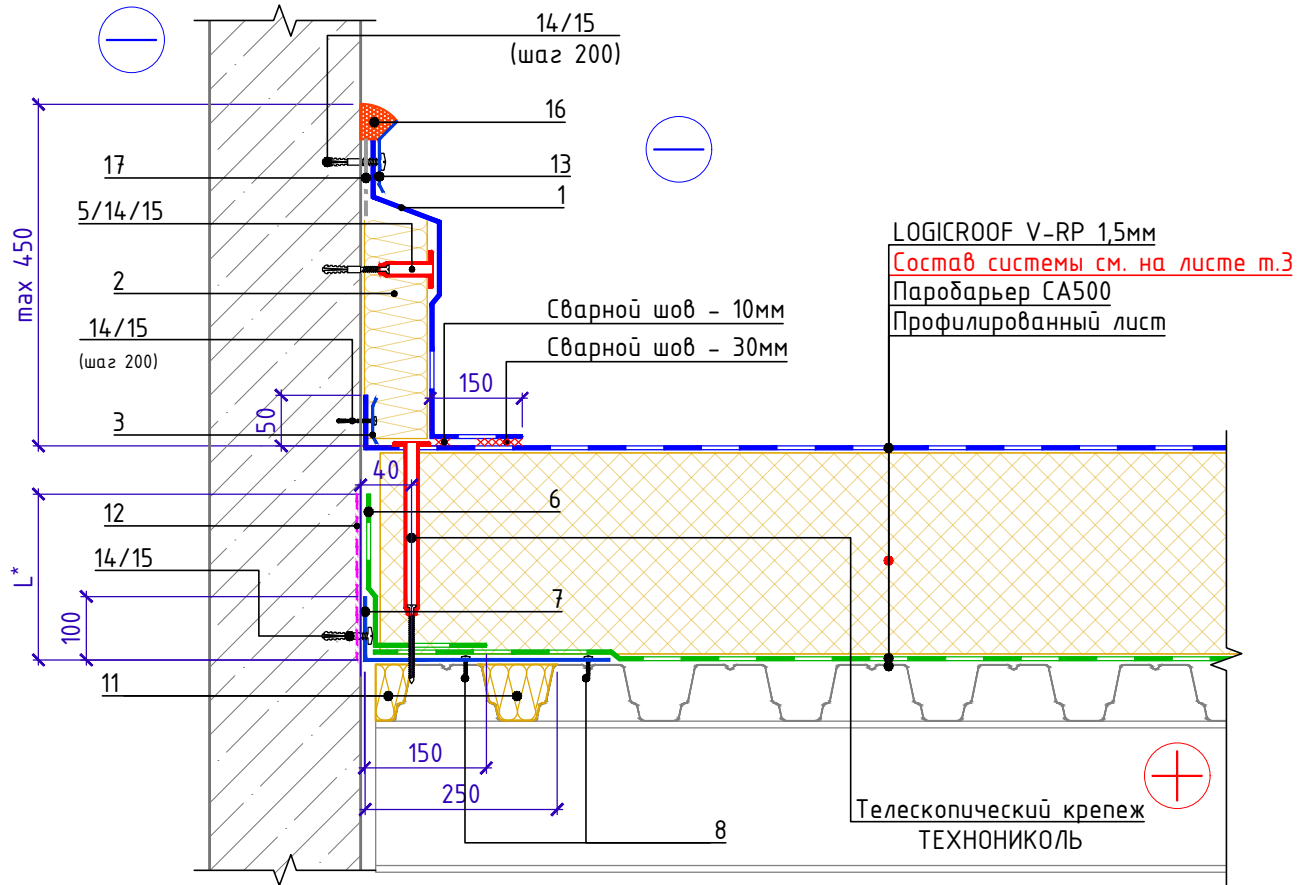 14/15
(шаг 200)
16
17
13
1
5/14/15
max 450
2
LOGICROOF V-RP 1,5мм
Состав системы см. на листе т.3
Паробарьер СА500
Профилированный лист
Сварной шов - 10мм
14/15
(шаг 200)
Сварной шов - 30мм
150
50
3
40
6
12
L*
14/15
7
100
11
150
250
Телескопический крепеж
ТЕХНОНИКОЛЬ
8